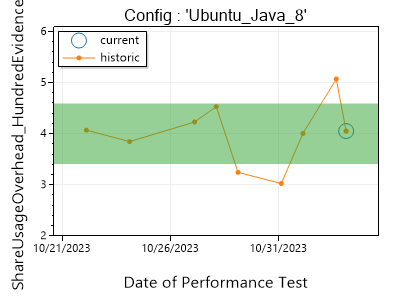 Config : 'Ubuntu_Java_8'
current
historic
6
5
4
3
2
10/21/2023
10/26/2023
10/31/2023
Date of Performance Test
ShareUsageOverhead_HundredEvidence